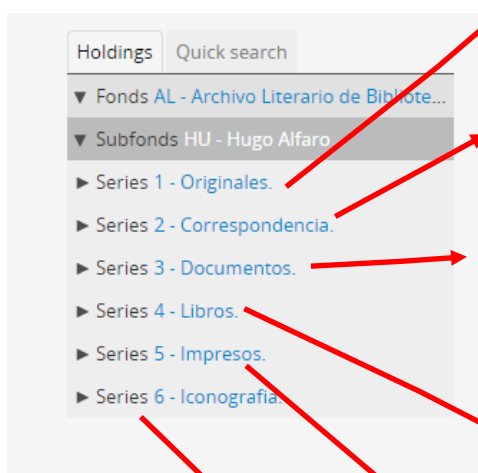 Holdings Quick search
▼ Fonds AL - Archivo Literario de Bibliote...
▼ Subfonds HU - Hugo Alfaro
► Series 1 - Originales.
► Series 2 - Correspondencia.
► Series 3 - Documentos.
► Series 4 - Libros.
► Series 5 - Impresos.
► Series 6 - Iconografia.